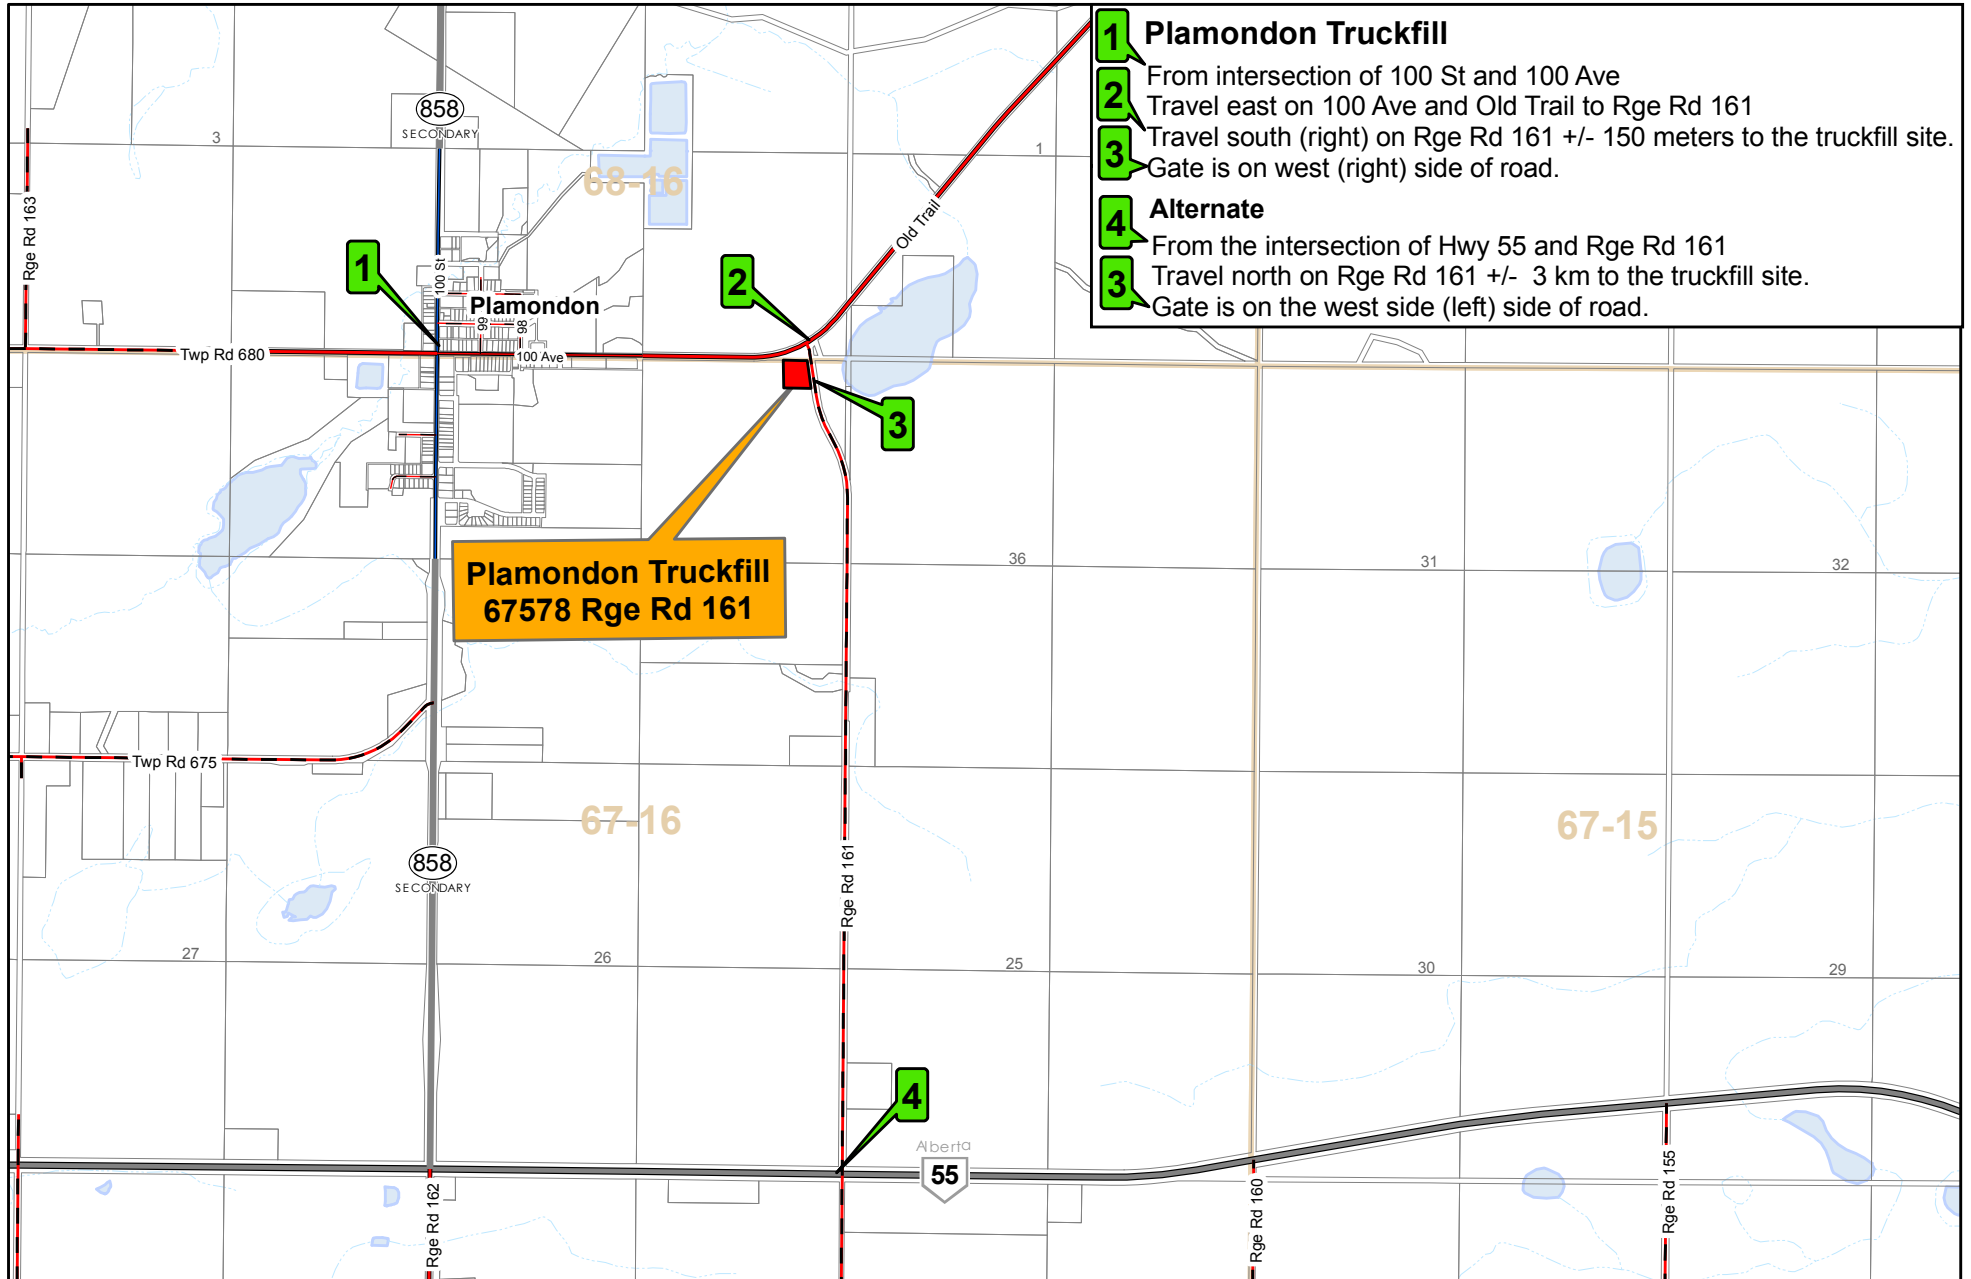 1 Plamondon Truckfill
From intersection of 100 St and 100 Ave
2 Travel east on 100 Ave and Old Trail to Rge Rd 161
Travel south (right) on Rge Rd 161 +/- 150 meters to the truckfill site.
3 Gate is on west (right) side of road.
4 Alternate
From the intersection of Hwy 55 and Rge Rd 161
Travel north on Rge Rd 161 +/-  3 km to the truckfill site.
3 Gate is on the west side (left) side of road.
858
SECONDARY
3
1
68-16
Rge Rd 163
Old Trail
1
100 St
2
Plamondon
99
98
Twp Rd 680
100 Ave
3
Plamondon Truckfill
67578 Rge Rd 161
36
31
32
Twp Rd 675
67-16
67-15
858
SECONDARY
Rge Rd 161
27
26
25
30
29
4
Alberta
55
Rge Rd 162
Rge Rd 160
Rge Rd 155